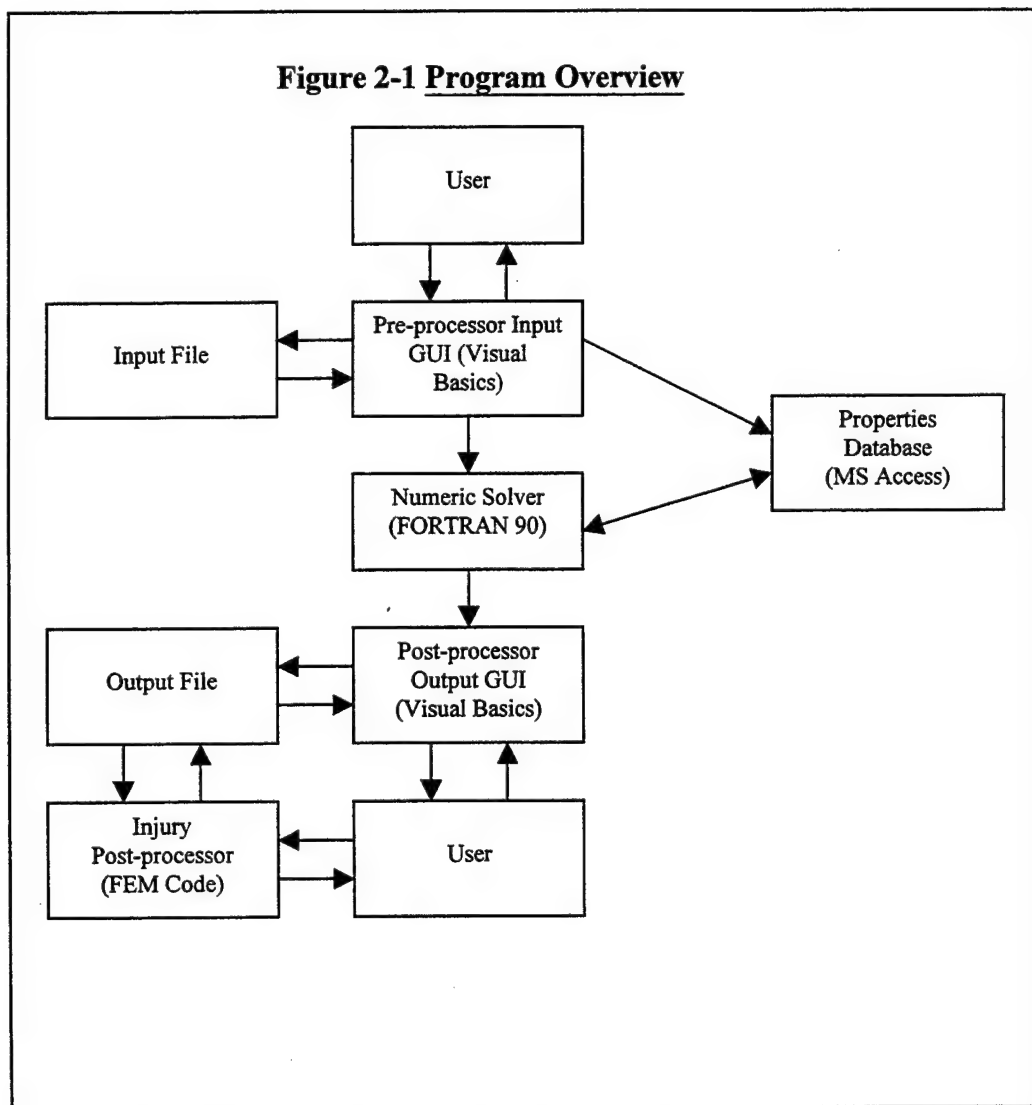 Figure 2-1 Program Overview
User
Input File
Pre-processor Input
GUI (Visual
Basics)
Properties
Database
(MS Access)
Numeric Solver
(FORTRAN 90)
Output File
Post-processor
Output GUI
(Visual Basics)
Injury
Post-processor
(FEM Code)
User